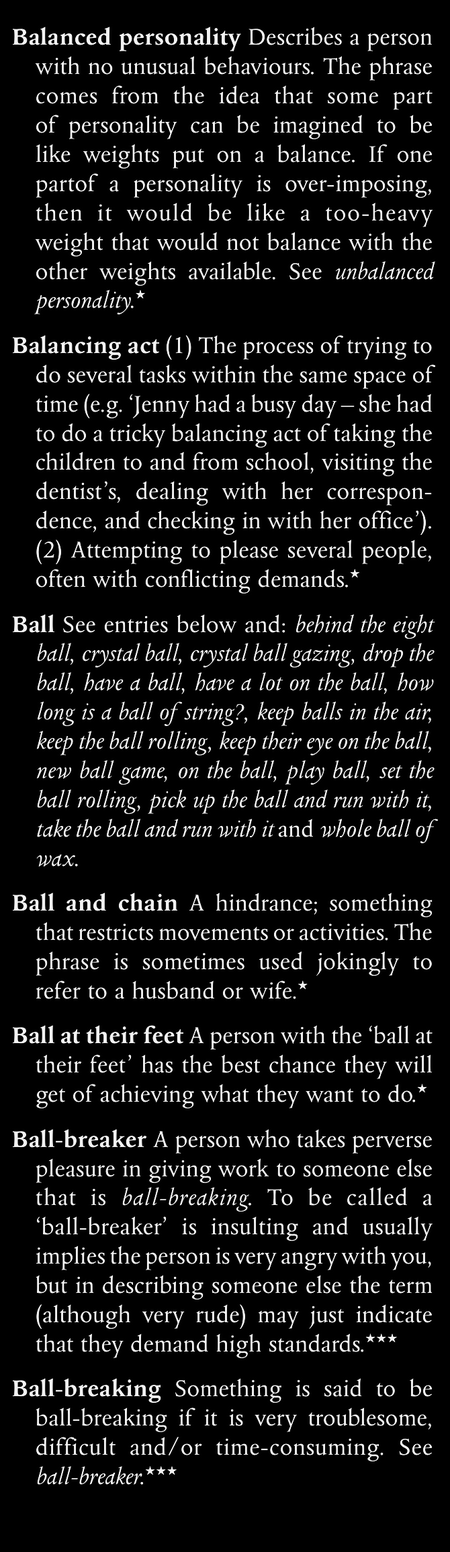 Balanced personality Describes a person
with no unusual behaviours. The phrase
comes from the idea that some part
of personality can be imagined to be
like weights put on a balance. If one
partof a personality is over-imposing,
then it would be like a too-heavy
weight that would not balance with the
other weights available. See unbalanced
personality.★
Balancing act (1) The process of trying to
do several tasks within the same space of
time (e.g. ‘Jenny had a busy day – she had
to do a tricky balancing act of taking the
children to and from school, visiting the
dentist’s, dealing with her correspon-
dence, and checking in with her office’).
(2) Attempting to please several people,
often with conflicting demands.★
Ball See entries below and: behind the eight
ball, crystal ball, crystal ball gazing, drop the
ball, have a ball, have a lot on the ball, how
long is a ball of string?, keep balls in the air,
keep the ball rolling, keep their eye on the ball,
new ball game, on the ball, play ball, set the
ball rolling, pick up the ball and run with it,
take the ball and run with it and whole ball of
wax.
Ball and chain A hindrance; something
that restricts movements or activities. The
phrase is sometimes used jokingly to
refer to a husband or wife.★
Ball at their feet A person with the ‘ball at
their feet’ has the best chance they will
get of achieving what they want to do.★
Ball-breaker A person who takes perverse
pleasure in giving work to someone else
that is ball-breaking. To be called a
‘ball-breaker’ is insulting and usually
implies the person is very angry with you,
but in describing someone else the term
(although very rude) may just indicate
that they demand high standards.★★★
Ball-breaking Something is said to be
ball-breaking if it is very troublesome,
difficult and/or time-consuming. See
ball-breaker.★★★